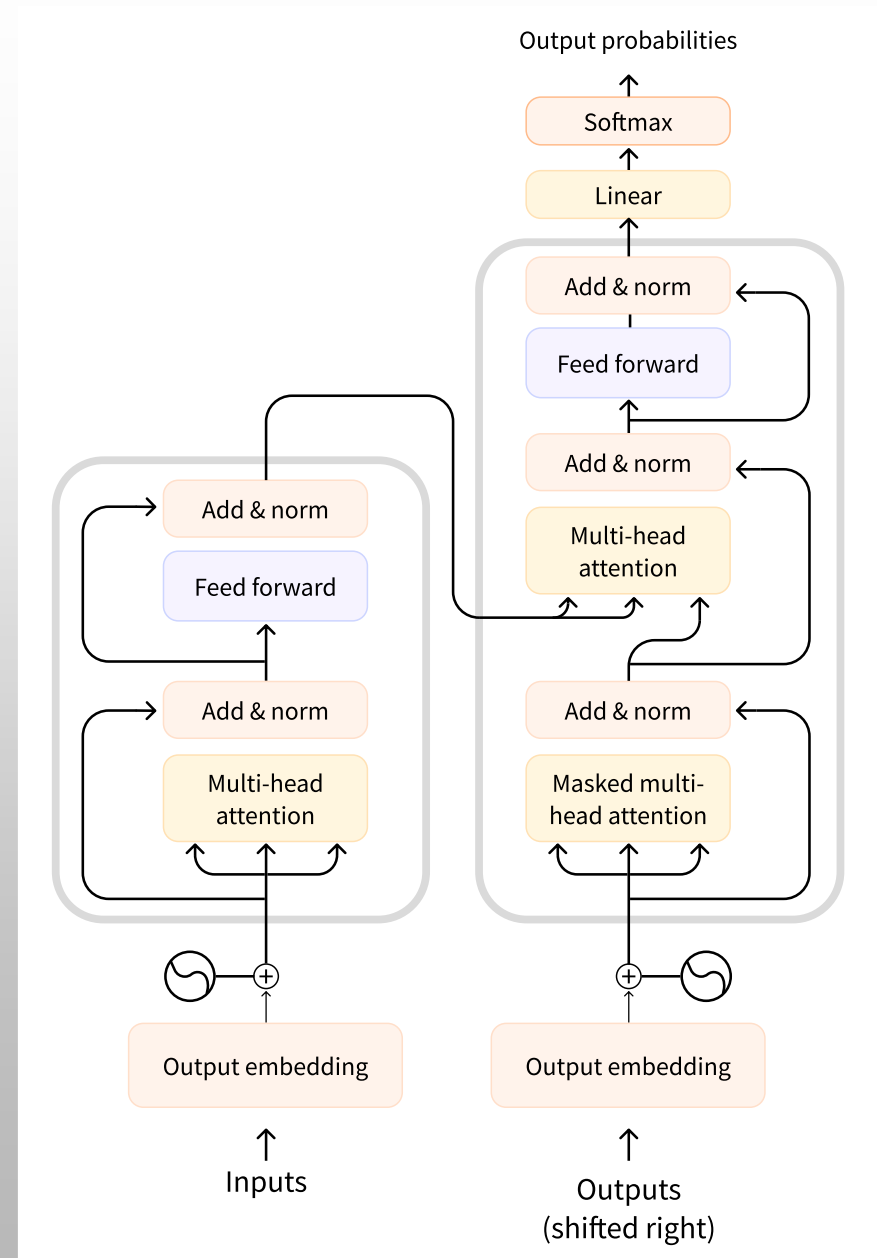 Output probabilities
Softmax
Linear
Add & norm
Feed forward
Add & norm
Multi-head
attention
Add & norm
Masked multi-
head attention
Output embedding
Outputs
(shifted right)
Add & norm
Feed forward
Add & norm
Multi-head
attention
Output embedding
Inputs